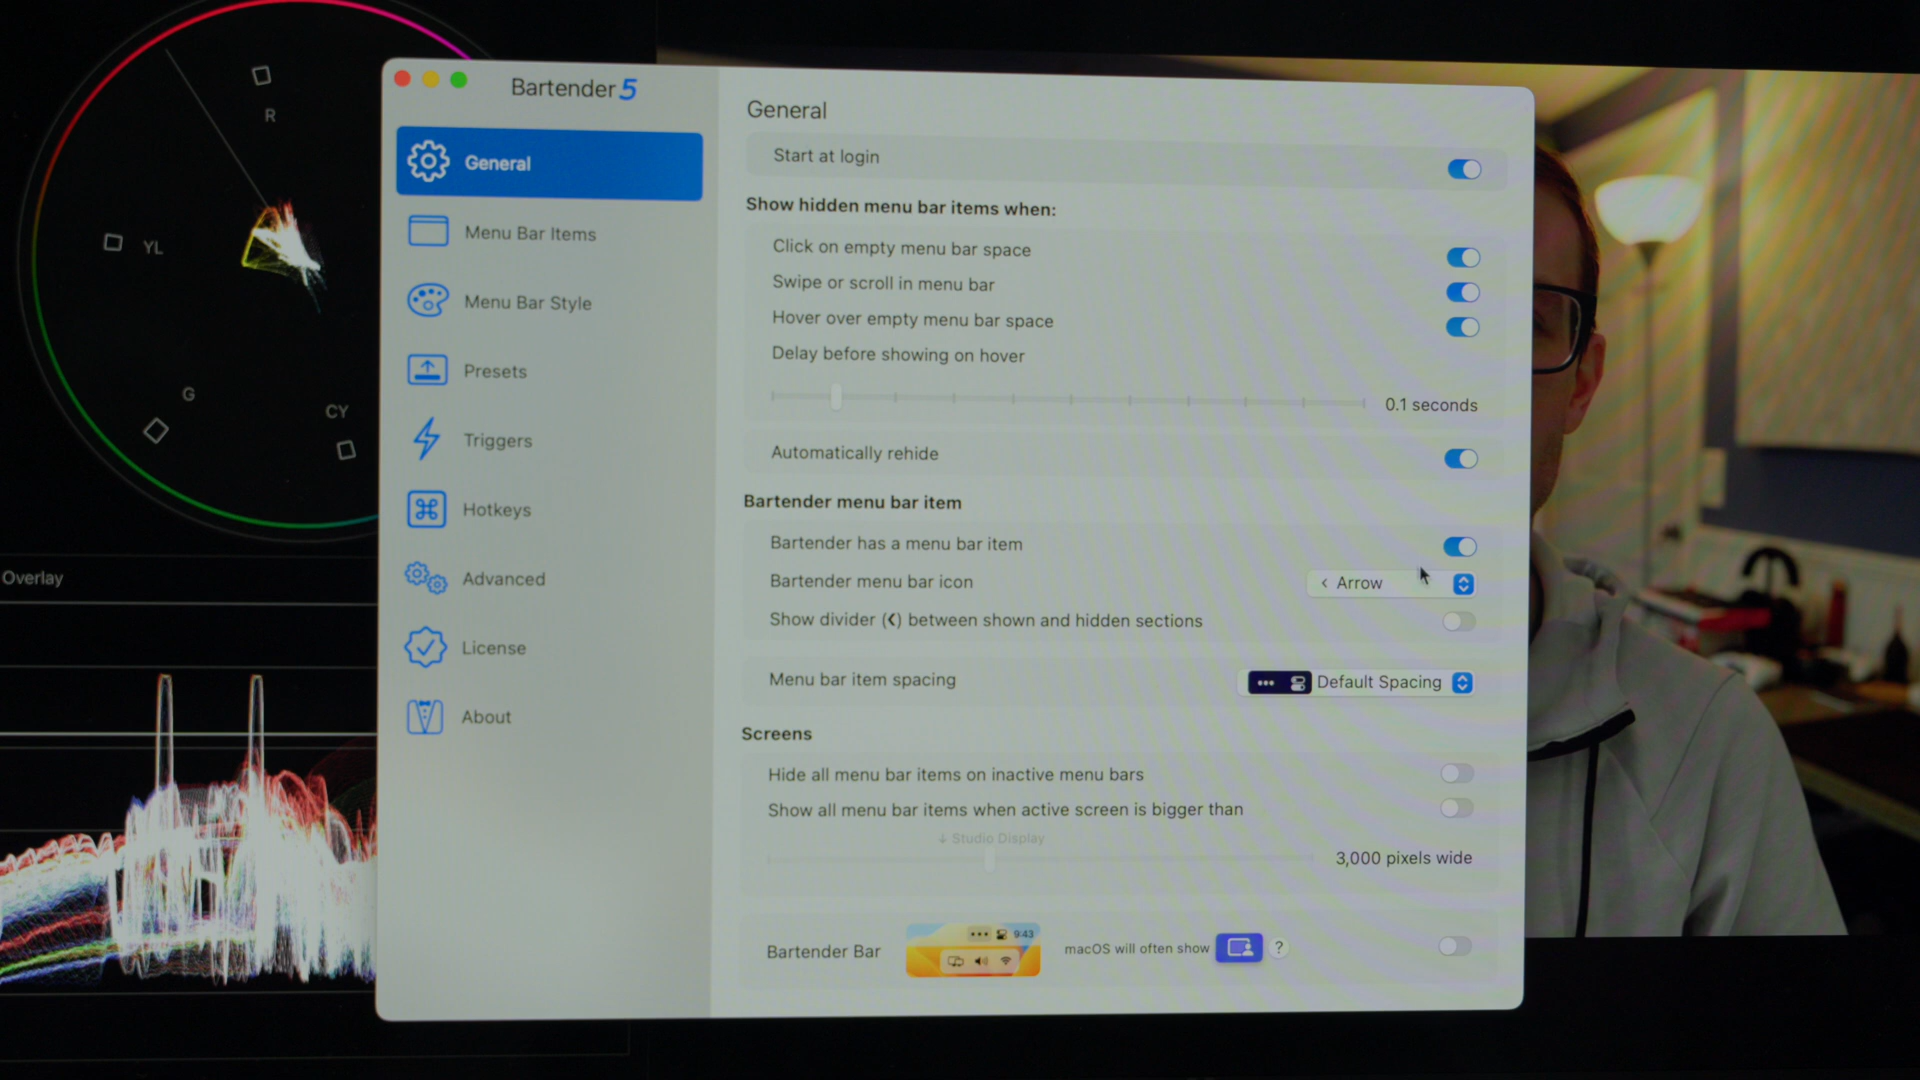 Bartender 5
General
Menu Bar Items
Menu Bar Style
Presets
Triggers
Hotkeys
Advanced
License
About
General
Start at login
Show hidden menu bar items when:
Click on empty menu bar space
Swipe or scroll in menu bar
Hover over empty menu bar space
Delay before showing on hover
0.1 seconds
Automatically rehide
Bartender menu bar item
Bartender has a menu bar item
Bartender menu bar icon
‹ Arrow
Show divider (❮) between shown and hidden sections
Menu bar item spacing
Default Spacing
Screens
Hide all menu bar items on inactive menu bars
Show all menu bar items when active screen is bigger than
↓ Studio Display
3,000 pixels wide
Bartender Bar
9:43
macOS will often show
?
R
YL
G
CY
Overlay